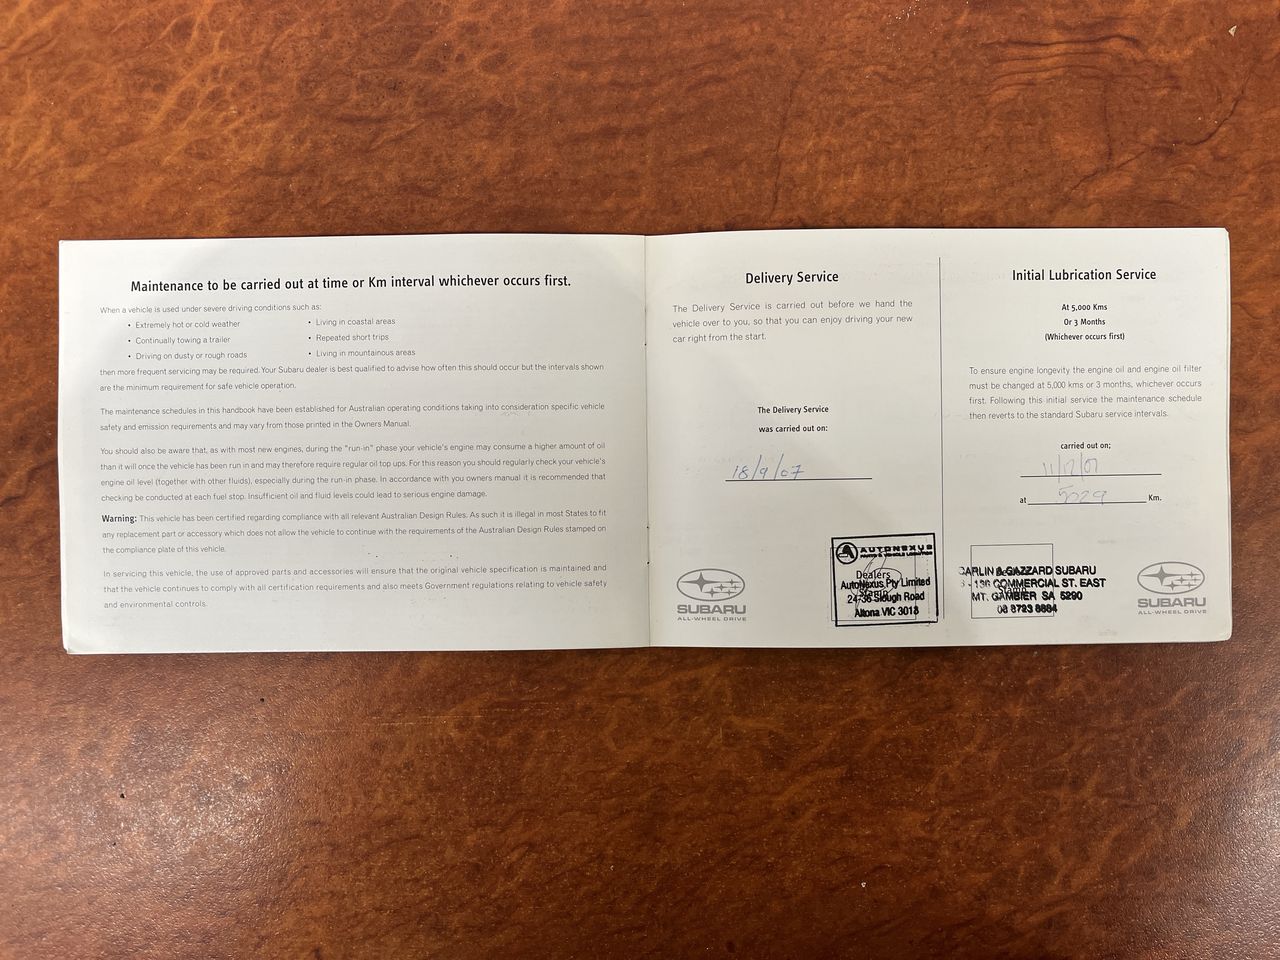 Maintenance to be carried out at time or Km interval whichever occurs first.
When a vehicle is used under severe driving conditions such as:
• Extremely hot or cold weather
• Continually towing a trailer
• Driving on dusty or rough roads
• Living in coastal areas
• Repeated short trips
• Living in mountainous areas
then more frequent servicing may be required. Your Subaru dealer is best qualified to advise how often this should occur but the intervals shown
are the minimum requirement for safe vehicle operation.
The maintenance schedules in this handbook have been established for Australian operating conditions taking into consideration specific vehicle
safety and emission requirements and may vary from those printed in the Owners Manual.
You should also be aware that, as with most new engines, during the "run-in" phase your vehicle's engine may consume a higher amount of oil
than it will once the vehicle has been run in and may therefore require regular oil top ups. For this reason you should regularly check your vehicle's
engine oil level (together with other fluids), especially during the run-in phase. In accordance with you owners manual it is recommended that
checking be conducted at each fuel stop. Insufficient oil and fluid levels could lead to serious engine damage.
Warning: This vehicle has been certified regarding compliance with all relevant Australian Design Rules. As such it is illegal in most States to fit
any replacement part or accessory which does not allow the vehicle to continue with the requirements of the Australian Design Rules stamped on
the compliance plate of this vehicle.
In servicing this vehicle, the use of approved parts and accessories will ensure that the original vehicle specification is maintained and
that the vehicle continues to comply with all certification requirements and also meets Government regulations relating to vehicle safety
and environmental controls.
Delivery Service
The Delivery Service is carried out before we hand the
vehicle over to you, so that you can enjoy driving your new
car right from the start.
The Delivery Service
was carried out on:
18/9/07
SUBARU
ALL-WHEEL DRIVE
AUTONEXUS
Dealers
Stamp
AutoNexus Pty Limited
24-36 Slough Road
Altona VIC 3018
Initial Lubrication Service
At 5,000 Kms
Or 3 Months
(Whichever occurs first)
To ensure engine longevity the engine oil and engine oil filter
must be changed at 5,000 kms or 3 months, whichever occurs
first. Following this initial service the maintenance schedule
then reverts to the standard Subaru service intervals.
carried out on;
11/12/07
at 5029 Km.
CARLIN & GAZZARD SUBARU
COMMERCIAL ST. EAST
MT. GAMBIER SA 5290
08 8723 8884
SUBARU
ALL-WHEEL DRIVE